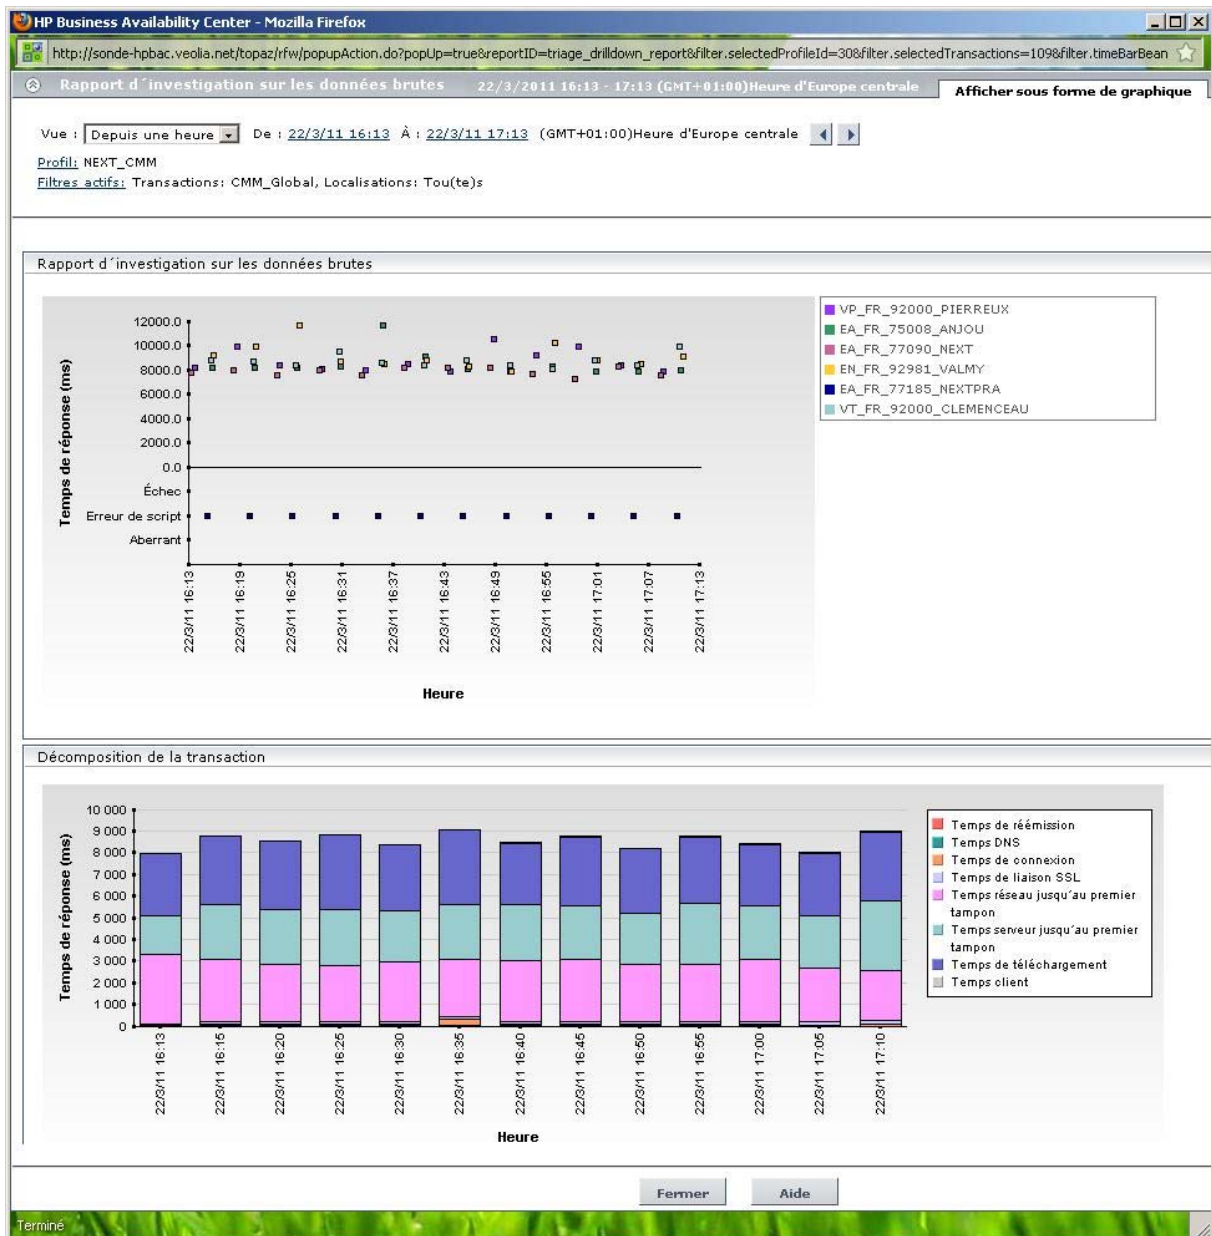 HP Business Availability Center - Mozilla Firefox
http://sonde-hpbac.veolia.net/topaz/rfw/popupAction.do?popUp=true&reportID=triage_drilldown_report&filter.selectedProfileId=30&filter.selectedTransactions=109&filter.timeBarBean
Rapport d´investigation sur les données brutes 22/3/2011 16:13 - 17:13 (GMT+01:00)Heure d'Europe centrale Afficher sous forme de graphique
Vue : Depuis une heure De : 22/3/11 16:13 À : 22/3/11 17:13 (GMT+01:00)Heure d'Europe centrale
Profil: NEXT_CMM
Filtres actifs: Transactions: CMM_Global, Localisations: Tou(te)s
Rapport d´investigation sur les données brutes
Temps de réponse (ms)
12000.0
10000.0
8000.0
6000.0
4000.0
2000.0
0.0
Échec
Erreur de script
Aberrant
22/3/11 16:13
22/3/11 16:19
22/3/11 16:25
22/3/11 16:31
22/3/11 16:37
22/3/11 16:43
22/3/11 16:49
22/3/11 16:55
22/3/11 17:01
22/3/11 17:07
22/3/11 17:13
Heure
VP_FR_92000_PIERREUX
EA_FR_75008_ANJOU
EA_FR_77090_NEXT
EN_FR_92981_VALMY
EA_FR_77185_NEXTPRA
VT_FR_92000_CLEMENCEAU
Décomposition de la transaction
Temps de réponse (ms)
10 000
9 000
8 000
7 000
6 000
5 000
4 000
3 000
2 000
1 000
0
22/3/11 16:13
22/3/11 16:15
22/3/11 16:20
22/3/11 16:25
22/3/11 16:30
22/3/11 16:35
22/3/11 16:40
22/3/11 16:45
22/3/11 16:50
22/3/11 16:55
22/3/11 17:00
22/3/11 17:05
22/3/11 17:10
Heure
Temps de réémission
Temps DNS
Temps de connexion
Temps de liaison SSL
Temps réseau jusqu´au premier
tampon
Temps serveur jusqu´au premier
tampon
Temps de téléchargement
Temps client
Fermer Aide
Terminé